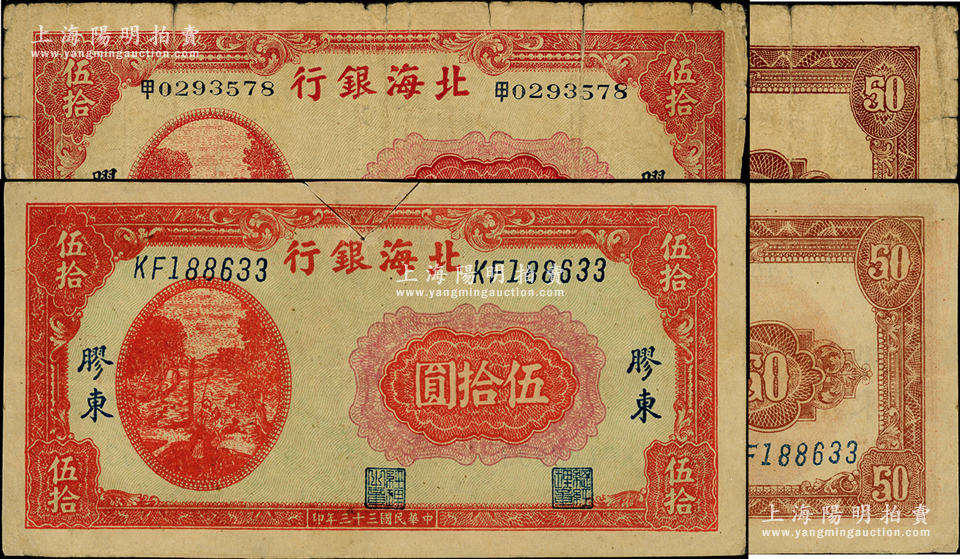 上海陽明拍賣
www.yangmingauction.com
伍拾
甲0293578
行銀海北
甲0293578
伍拾
膠
膠
50
伍拾
KF188633
行銀海北
KF188633
伍拾
上海陽明拍賣
www.yangmingauction.com
膠東
圓拾伍
膠東
伍拾
伍拾
印年三十三國民華中
50
50
F188633
50
上海陽明拍賣
www.yangmingauction.com